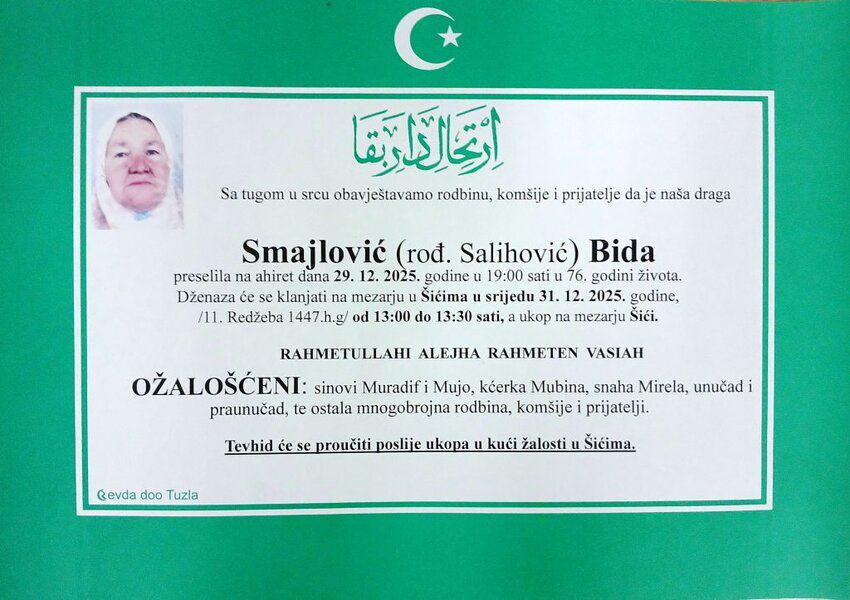 اِرْتِحَالِ دَارِ بَقَا
Sa tugom u srcu obavještavamo rodbinu, komšije i prijatelje da je naša draga
Smajlović (rođ. Salihović) Bida
preselila na ahiret dana 29. 12. 2025. godine u 19:00 sati u 76. godini života.
Dženaza će se klanjati na mezarju u Šićima u srijedu 31. 12. 2025. godine,
/11. Redžeba 1447.h.g/ od 13:00 do 13:30 sati, a ukop na mezarju Šići.
RAHMETULLAHI ALEJHA RAHMETEN VASIAH
OŽALOŠĆENI: sinovi Muradif i Mujo, kćerka Mubina, snaha Mirela, unučad i
praunučad, te ostala mnogobrojna rodbina, komšije i prijatelji.
Tevhid će se proučiti poslije ukopa u kući žalosti u Šićima.
evda doo Tuzla